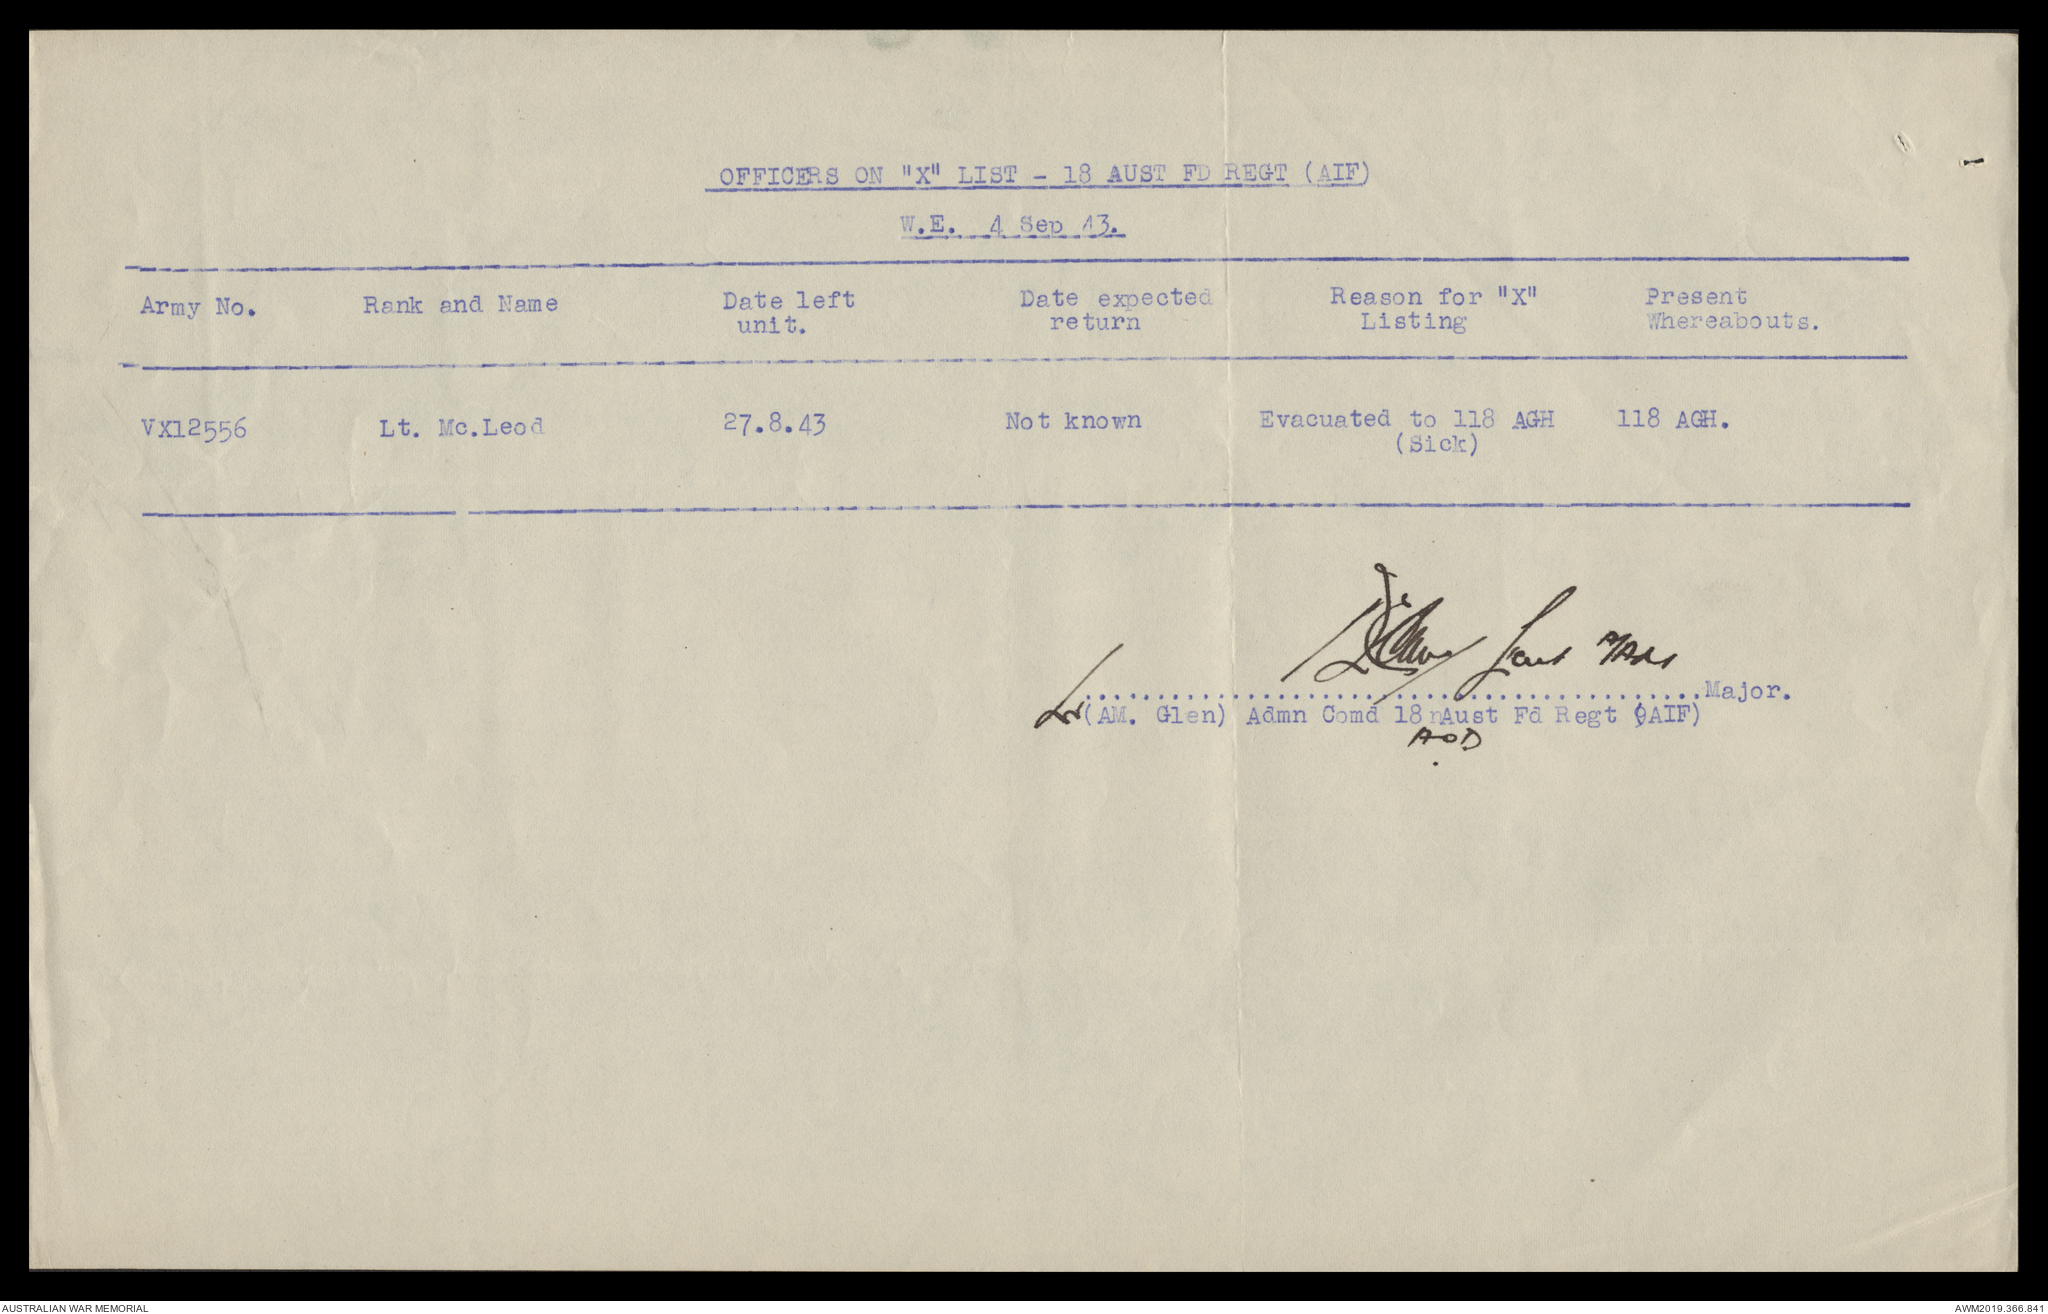 OFFICERS ON "X" LIST - 18 AUST FD REGT (AIF)
W.E. 4 Sep 43.
Army No. Rank and Name Date left unit. Date expected return Reason for "X" Listing Present Whereabouts.
VX12556 Lt. Mc.Leod 27.8.43 Not known Evacuated to 118 AGH (Sick) 118 AGH.
Lieut A/Adjt
........................................Major.
(AM. Glen) Admn Comd 18 Aust Fd Regt (AIF)
AUSTRALIAN WAR MEMORIAL
AWM2019.366.841